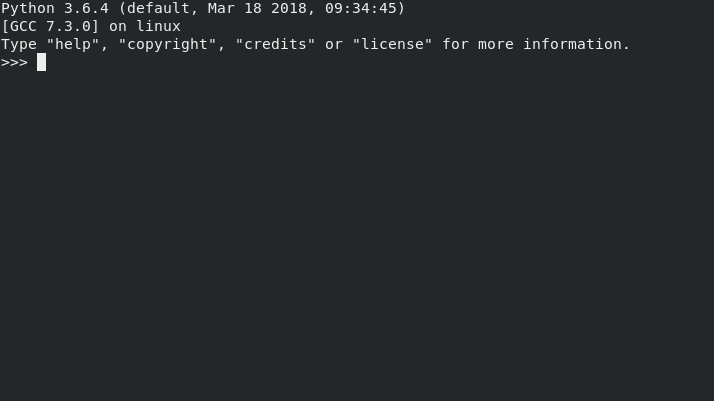 Python 3.6.4 (default, Mar 18 2018, 09:34:45)
[GCC 7.3.0] on linux
Type "help", "copyright", "credits" or "license" for more information.
>>>